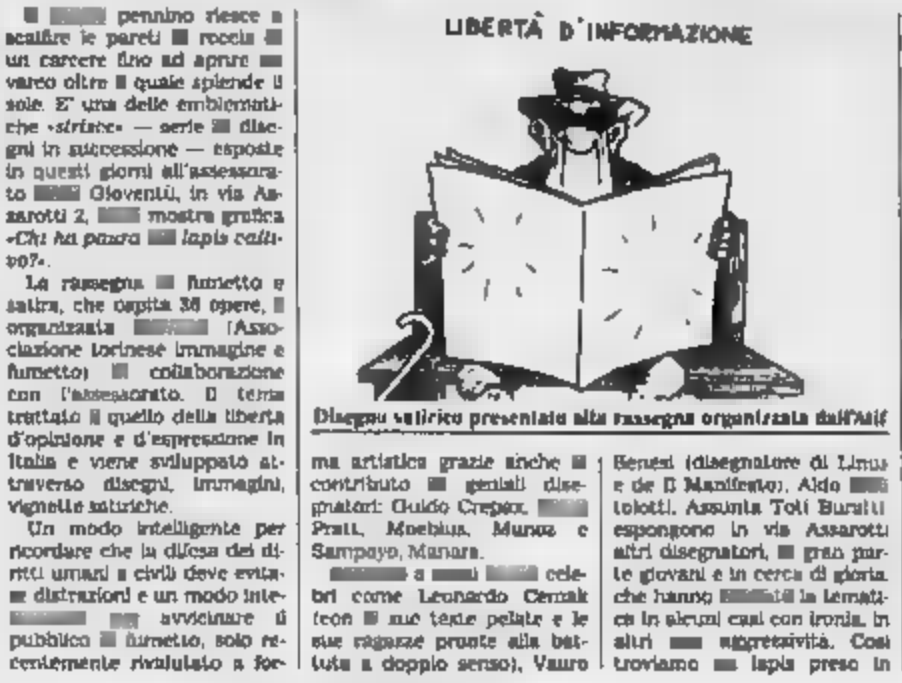 pennino riesce a
scalfire le pareti roccia
un carcere fino ad aprire
varco oltre quale splende il
sole. E' una delle emblemati-
che «strisce» — serie dise-
gni in successione — esposte
in questi giorni all'assessora-
to Gioventù, in via As-
sarotti 2, mostra grafica
«Chi ha paura lapis catti-
vo?».
La rassegna fumetto e
satira, che ospita 36 opere,
organizzata (Asso-
ciazione torinese immagine e
fumetto) collaborazione
con l'assessorato. Il tema
trattato quello della libertà
d'opinione e d'espressione in
Italia e viene sviluppato at-
traverso disegni, immagini,
vignette satiriche.
Un modo intelligente per
ricordare che la difesa dei di-
ritti umani e civili deve evita-
distrazioni e un modo inte-
avvicinare il
pubblico fumetto, solo re-
centemente rivalutato a for-
LIBERTÀ D'INFORMAZIONE
Disegno satirico presentato alla rassegna organizzata dall'Atif
ma artistica grazie anche
contributo geniali dise-
gnatori: Guido Crepax,
Pratt, Moebius, Munoz e
Sampayo, Manara.
a cele-
bri come Leonardo Cemak
(con sue teste pelate e le
sue ragazze pronte alla bat-
tuta a doppio senso), Vauro
Senesi (disegnatore di Linus
e de Il Manifesto), Aldo
tolotti, Assunta Toti Buratti
espongono in via Assarotti
altri disegnatori, gran par-
te giovani e in cerca di gloria,
che hanno la temati-
ca in alcuni casi con ironia, in
altri aggressività. Così
troviamo lapis preso in